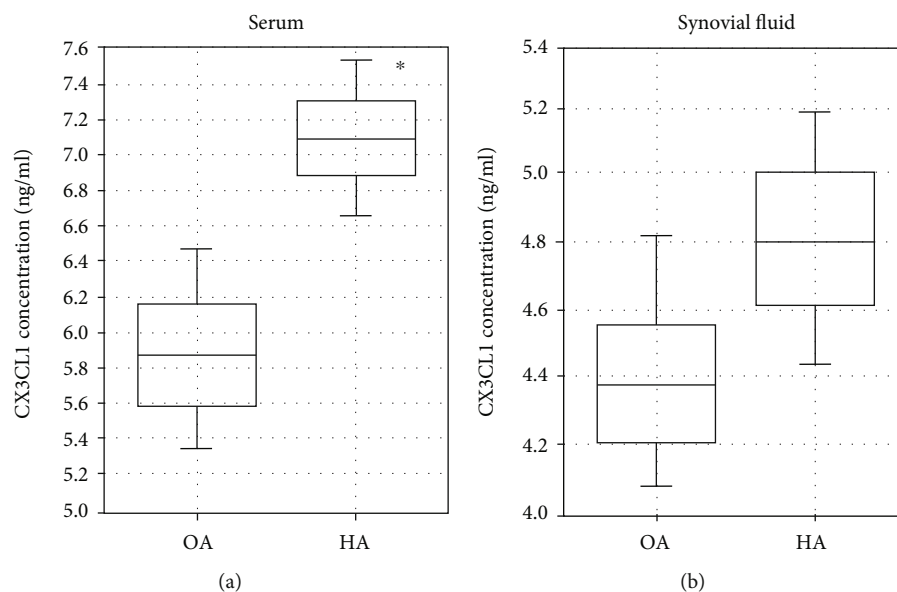 Serum
CX3CL1 concentration (ng/ml)
7.6
7.4
7.2
7.0
6.8
6.6
6.4
6.2
6.0
5.8
5.6
5.4
5.2
5.0
*
OA HA
(a)
Synovial fluid
CX3CL1 concentration (ng/ml)
5.4
5.2
5.0
4.8
4.6
4.4
4.2
4.0
OA HA
(b)